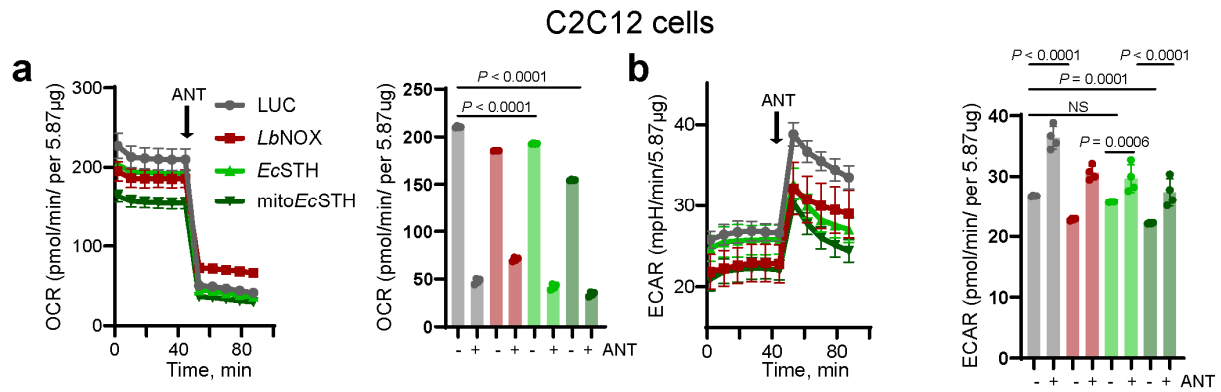 C2C12 cells
a
OCR (pmol/min/ per 5.87µg)
300
200
100
0
0
40
80
Time, min
ANT
LUC
LbNOX
EcSTH
mitoEcSTH
OCR (pmol/min/ per 5.87ug)
250
200
150
100
50
0
P < 0.0001
P < 0.0001
- + - + - + - + ANT
b
ECAR (mpH/min/5.87ug)
40
30
20
0
40
80
Time, min
ANT
ECAR (pmol/min/ per 5.87ug)
40
30
20
10
0
P < 0.0001
P < 0.0001
P = 0.0001
NS
P = 0.0006
- + - + - + - + ANT